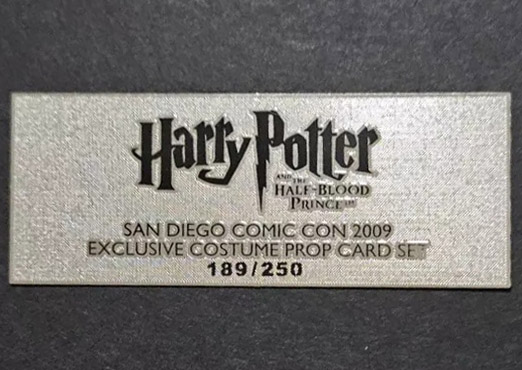 Harry Potter
AND THE
HALF-BLOOD
PRINCE
SAN DIEGO COMIC CON 2009
EXCLUSIVE COSTUME PROP CARD SET
189/250